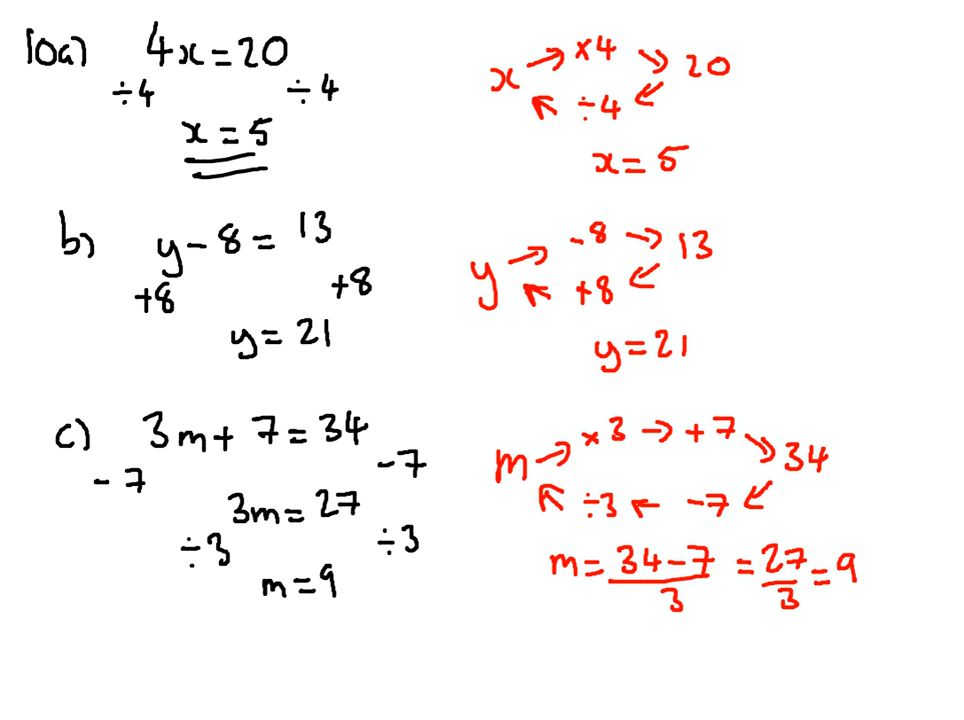 10a) 4x = 20
÷4 ÷4
x = 5
x → ×4 → 20
← ÷4 ←
x = 5
b) y - 8 = 13
+8 +8
y = 21
y → -8 → 13
← +8 ←
y = 21
c) 3m + 7 = 34
-7 -7
3m = 27
÷3 ÷3
m = 9
m → ×3 → +7 → 34
← ÷3 ← -7 ←
m = 34-7/3 = 27/3 = 9